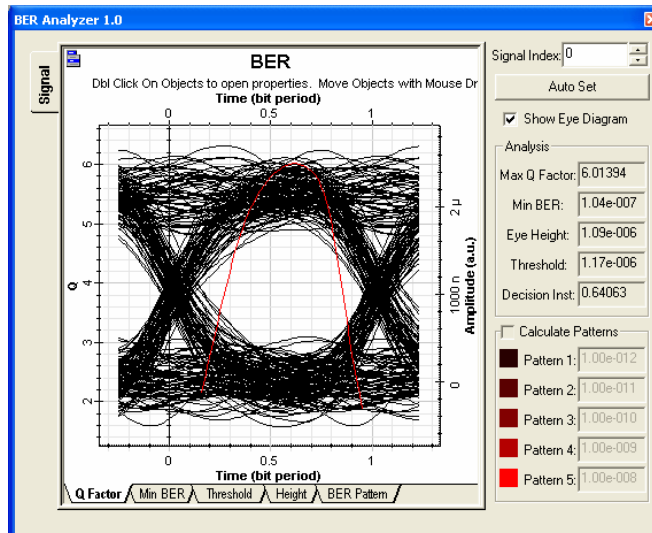 BER Analyzer 1.0
Signal
BER
Dbl Click On Objects to open properties. Move Objects with Mouse Dr
Time (bit period)
0 0.5 1
Q
6
5
4
3
2
Amplitude (a.u.)
2 µ
1000 n
0
0 0.5 1
Time (bit period)
Q Factor Min BER Threshold Height BER Pattern
Signal Index: 0
Auto Set
Show Eye Diagram
Analysis
Max Q Factor: 6.01394
Min BER: 1.04e-007
Eye Height: 1.09e-006
Threshold: 1.17e-006
Decision Inst: 0.64063
Calculate Patterns
Pattern 1: 1.00e-012
Pattern 2: 1.00e-011
Pattern 3: 1.00e-010
Pattern 4: 1.00e-009
Pattern 5: 1.00e-008